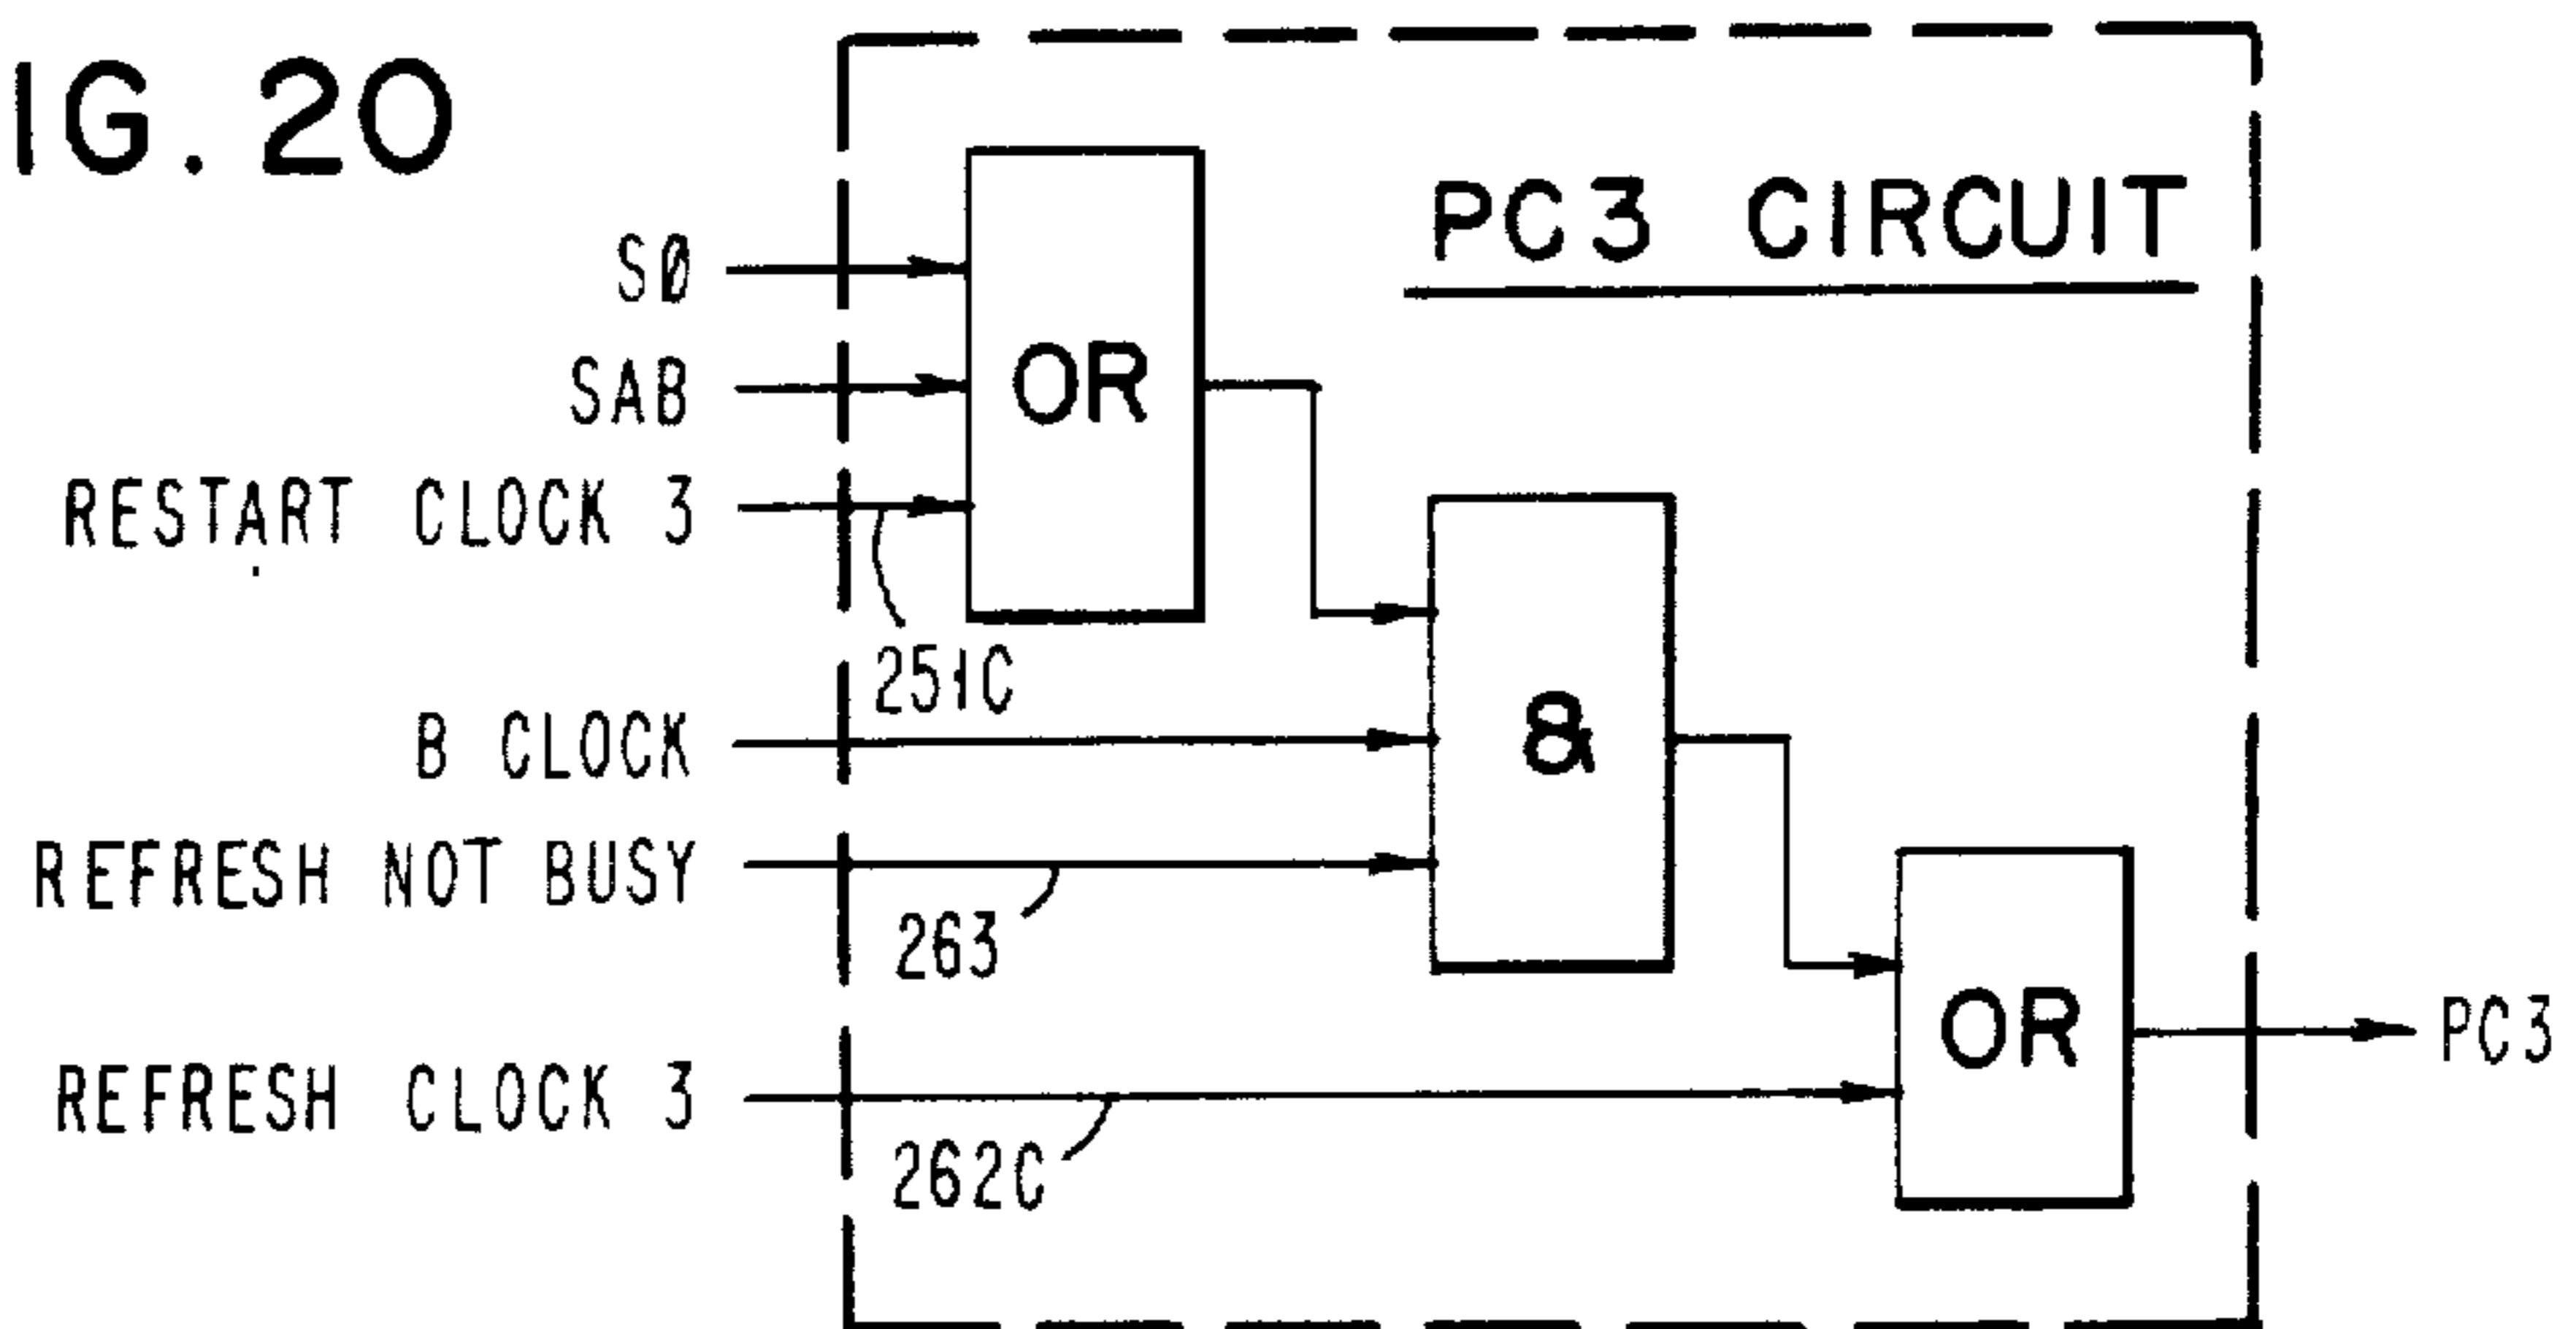 IG. 20
PC3 CIRCUIT
SØ
SAB
OR
RESTART CLOCK 3
251C
B CLOCK
&
REFRESH NOT BUSY
263
OR
PC3
REFRESH CLOCK 3
262C